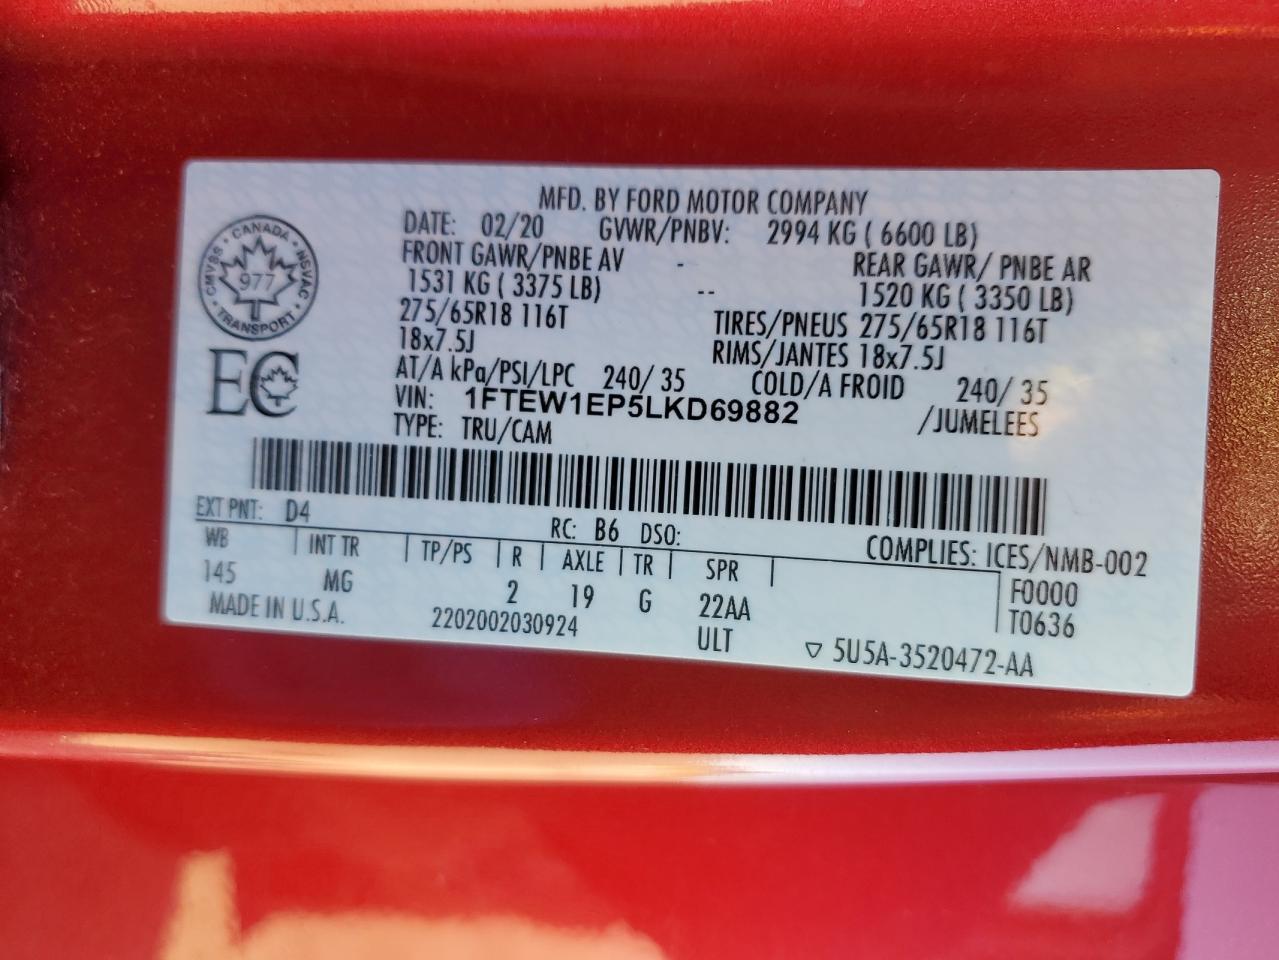 MFD. BY FORD MOTOR COMPANY
DATE: 02/20 GVWR/PNBV: 2994 KG ( 6600 LB)
FRONT GAWR/PNBE AV - REAR GAWR/ PNBE AR
1531 KG ( 3375 LB) -- 1520 KG ( 3350 LB)
275/65R18 116T TIRES/PNEUS 275/65R18 116T
18x7.5J RIMS/JANTES 18x7.5J
AT/A kPa/PSI/LPC 240/ 35 COLD/A FROID 240/ 35
VIN: 1FTEW1EP5LKD69882 /JUMELEES
TYPE: TRU/CAM
CANADA
CMVSS NSVAC
977
TRANSPORT
EC
EXT PNT: D4 RC: B6 DSO: COMPLIES: ICES/NMB-002
WB INT TR TP/PS R AXLE TR SPR F0000
145 MG 2 19 G 22AA T0636
MADE IN U.S.A. 2202002030924 ULT ▽ 5U5A-3520472-AA